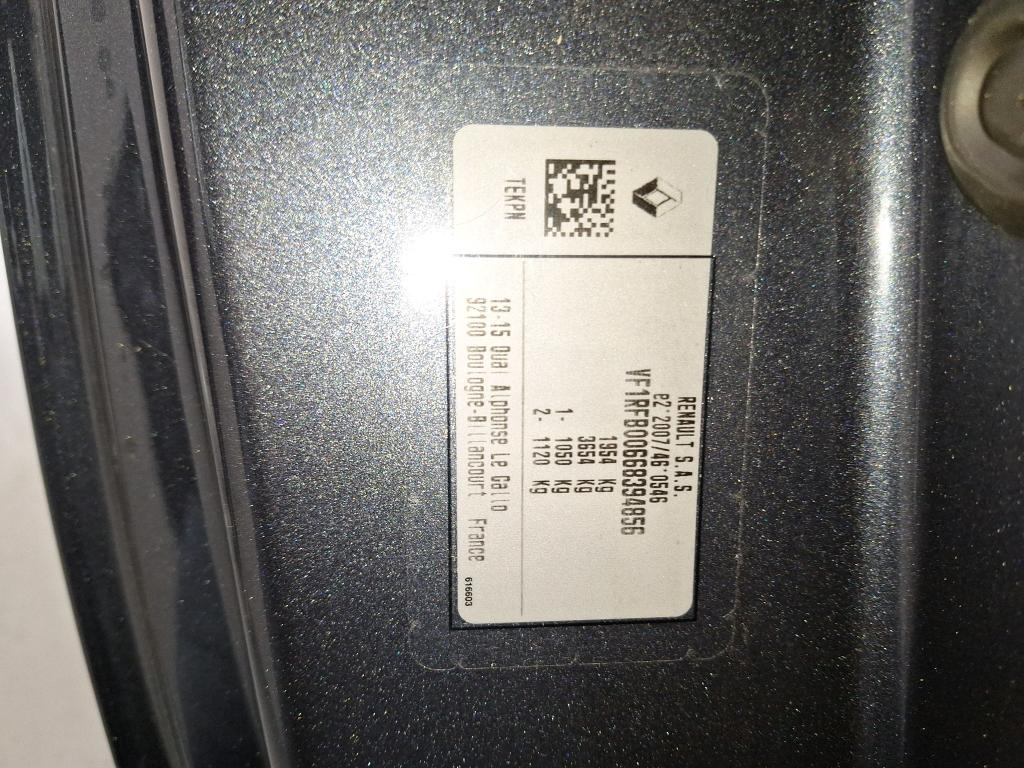 TEKPN
RENAULT S.A.S.
e2*2007/46*0546
VF1RFB00668394856
1954 Kg
3654 Kg
1- 1050 Kg
2- 1120 Kg
13-15 Quai Alphonse Le Gallo
92100 Boulogne-Billancourt France
616603